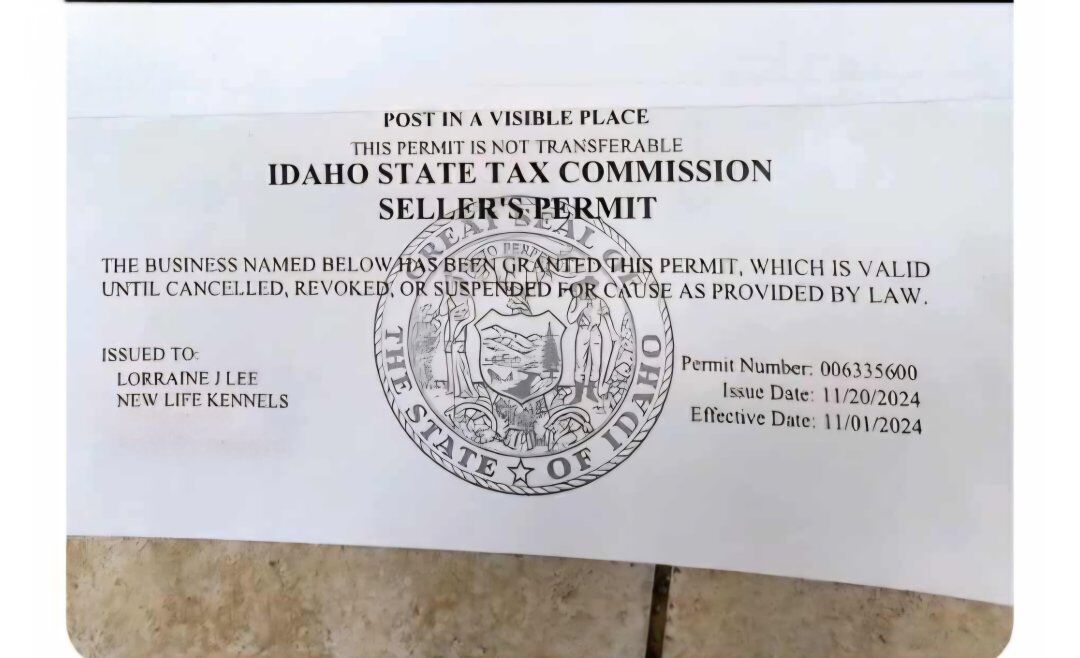 POST IN A VISIBLE PLACE
THIS PERMIT IS NOT TRANSFERABLE
IDAHO STATE TAX COMMISSION
SELLER'S PERMIT
GREAT SEAL OF
THE STATE OF IDAHO
THE BUSINESS NAMED BELOW HAS BEEN GRANTED THIS PERMIT, WHICH IS VALID
UNTIL CANCELLED, REVOKED, OR SUSPENDED FOR CAUSE AS PROVIDED BY LAW.
ISSUED TO:
LORRAINE J LEE
NEW LIFE KENNELS
Permit Number: 006335600
Issue Date: 11/20/2024
Effective Date: 11/01/2024